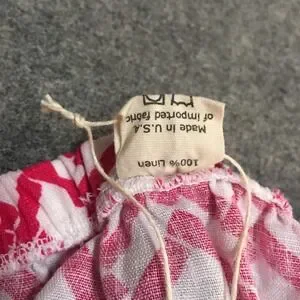 100% Linen
Made in U.S.A
of imported fabric